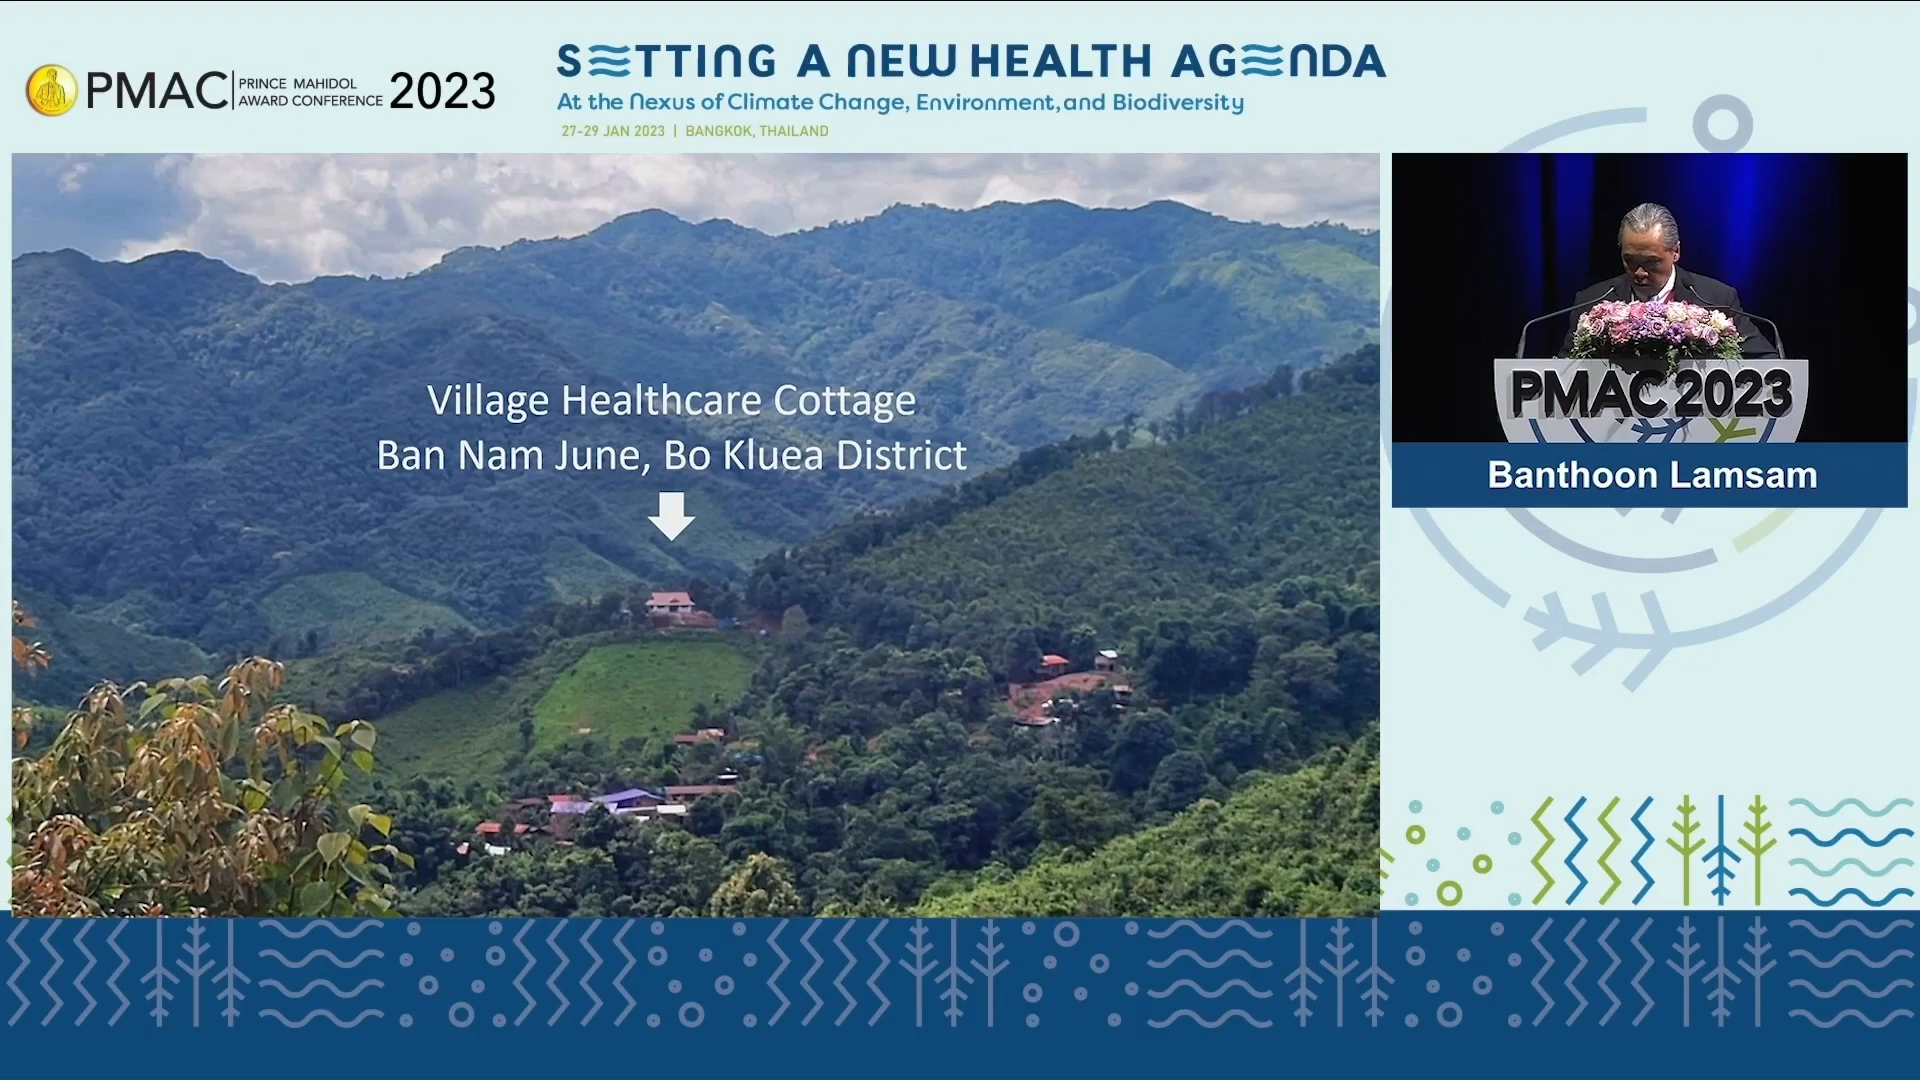 PMAC
PRINCE MAHIDOL
AWARD CONFERENCE
2023
SETTING A NEW HEALTH AGENDA
At the Nexus of Climate Change, Environment, and Biodiversity
27-29 JAN 2023 | BANGKOK, THAILAND
Village Healthcare Cottage
Ban Nam June, Bo Kluea District
PMAC 2023
Banthoon Lamsam